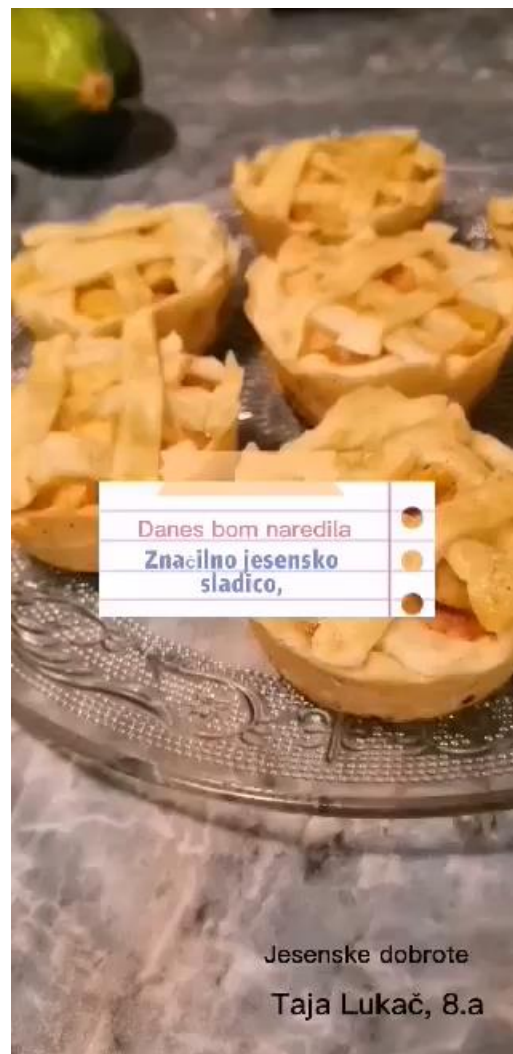 Danes bom naredila
Značilno jesensko
sladico,
Jesenske dobrote
Taja Lukač, 8.a